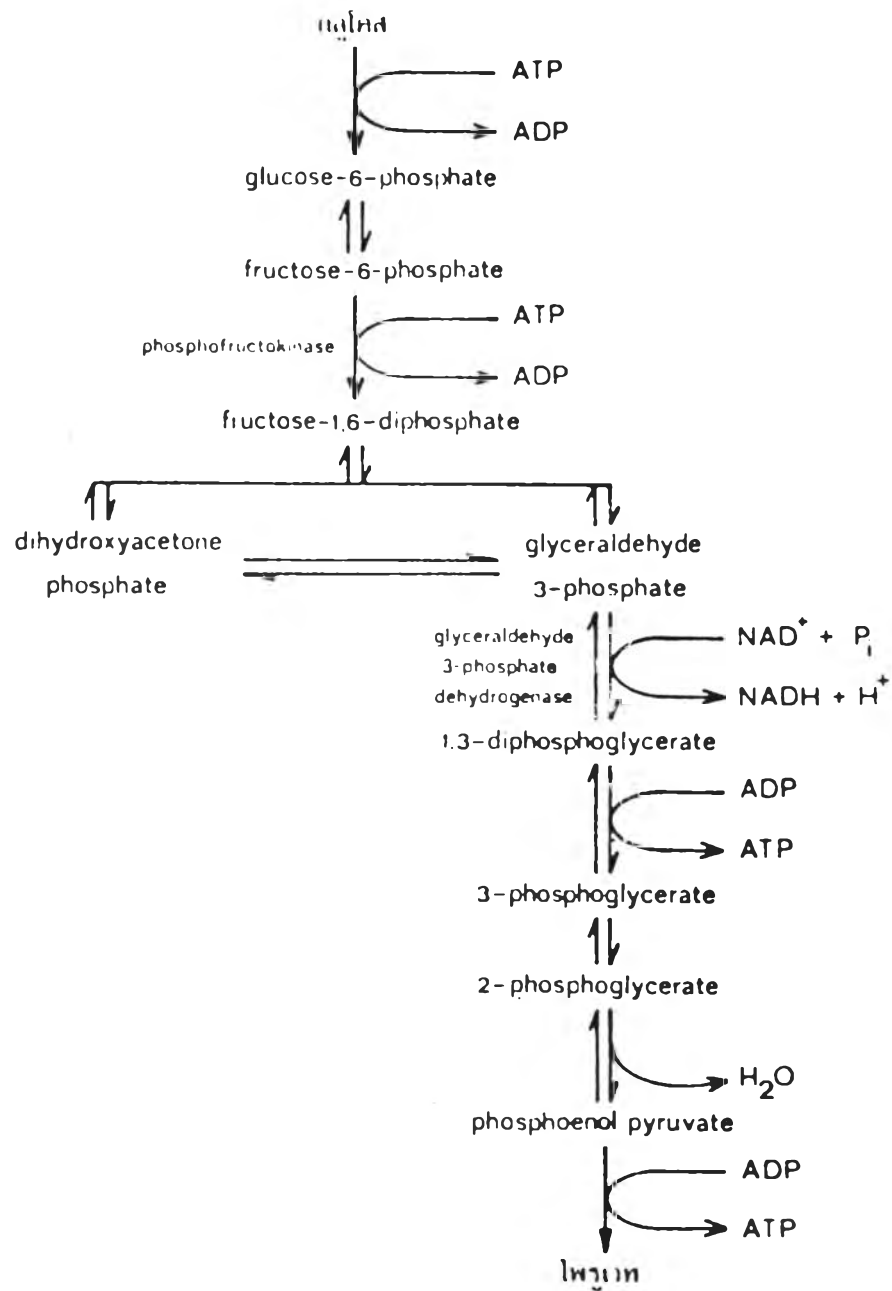 กลูโคส
ATP
ADP
glucose-6-phosphate
fructose-6-phosphate
ATP
phosphofructokinase
ADP
fructose-1,6-diphosphate
dihydroxyacetone
phosphate
glyceraldehyde
3-phosphate
glyceraldehyde
3-phosphate
dehydrogenase
NAD⁺ + Pᵢ
NADH + H⁺
1,3-diphosphoglycerate
ADP
ATP
3-phosphoglycerate
2-phosphoglycerate
H₂O
phosphoenol pyruvate
ADP
ATP
ไพรูเวท